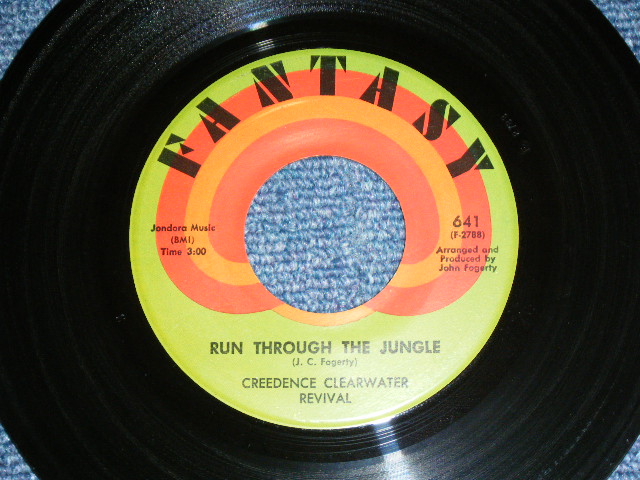 FANTASY
Jondora Music
(BMI)
Time 3:00
641
(F-2788)
Arranged and
Produced by
John Fogerty
RUN THROUGH THE JUNGLE
(J. C. Fogerty)
CREEDENCE CLEARWATER
REVIVAL